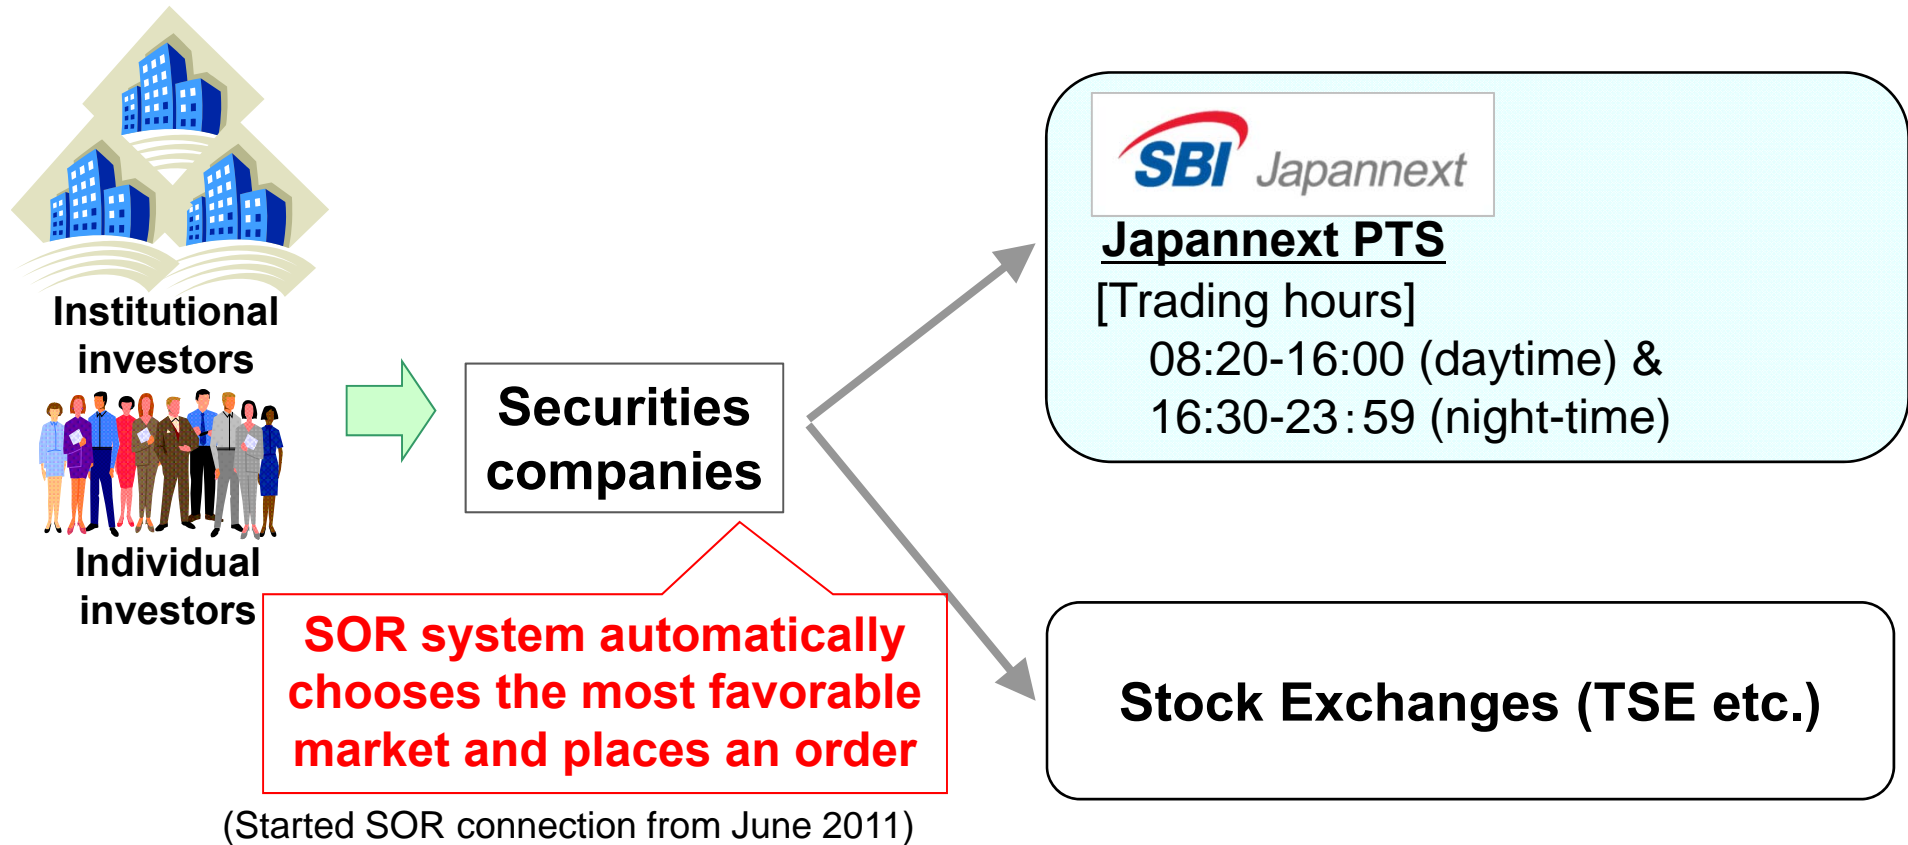 Institutional
investors
Individual
investors
Securities
companies
SOR system automatically
chooses the most favorable
market and places an order
(Started SOR connection from June 2011)
SBI Japannext
Japannext PTS
[Trading hours]
08:20-16:00 (daytime) &
16:30-23:59 (night-time)
Stock Exchanges (TSE etc.)